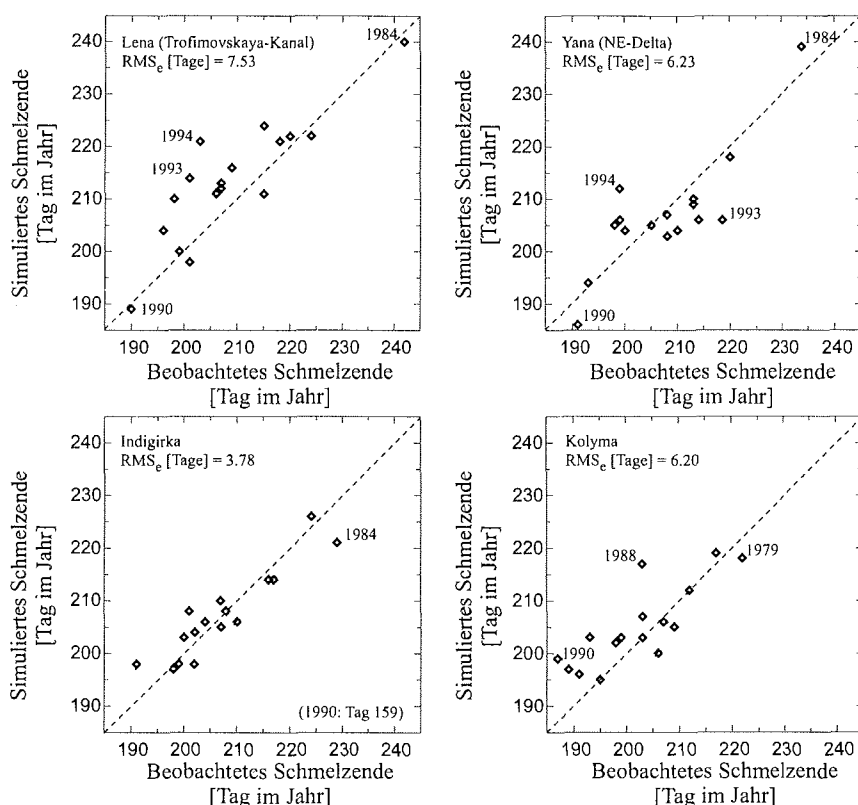 Lena (Trofimovskaya-Kanal)
RMSe [Tage] = 7.53
1984
1994
1993
1990
240
230
220
210
200
190
190 200 210 220 230 240
Simuliertes Schmelzende
[Tag im Jahr]
Beobachtetes Schmelzende
[Tag im Jahr]
Yana (NE-Delta)
RMSe [Tage] = 6.23
1984
1994
1993
1990
240
230
220
210
200
190
190 200 210 220 230 240
Simuliertes Schmelzende
[Tag im Jahr]
Beobachtetes Schmelzende
[Tag im Jahr]
Indigirka
RMSe [Tage] = 3.78
1984
(1990: Tag 159)
240
230
220
210
200
190
190 200 210 220 230 240
Simuliertes Schmelzende
[Tag im Jahr]
Beobachtetes Schmelzende
[Tag im Jahr]
Kolyma
RMSe [Tage] = 6.20
1988
1979
1990
240
230
220
210
200
190
190 200 210 220 230 240
Simuliertes Schmelzende
[Tag im Jahr]
Beobachtetes Schmelzende
[Tag im Jahr]